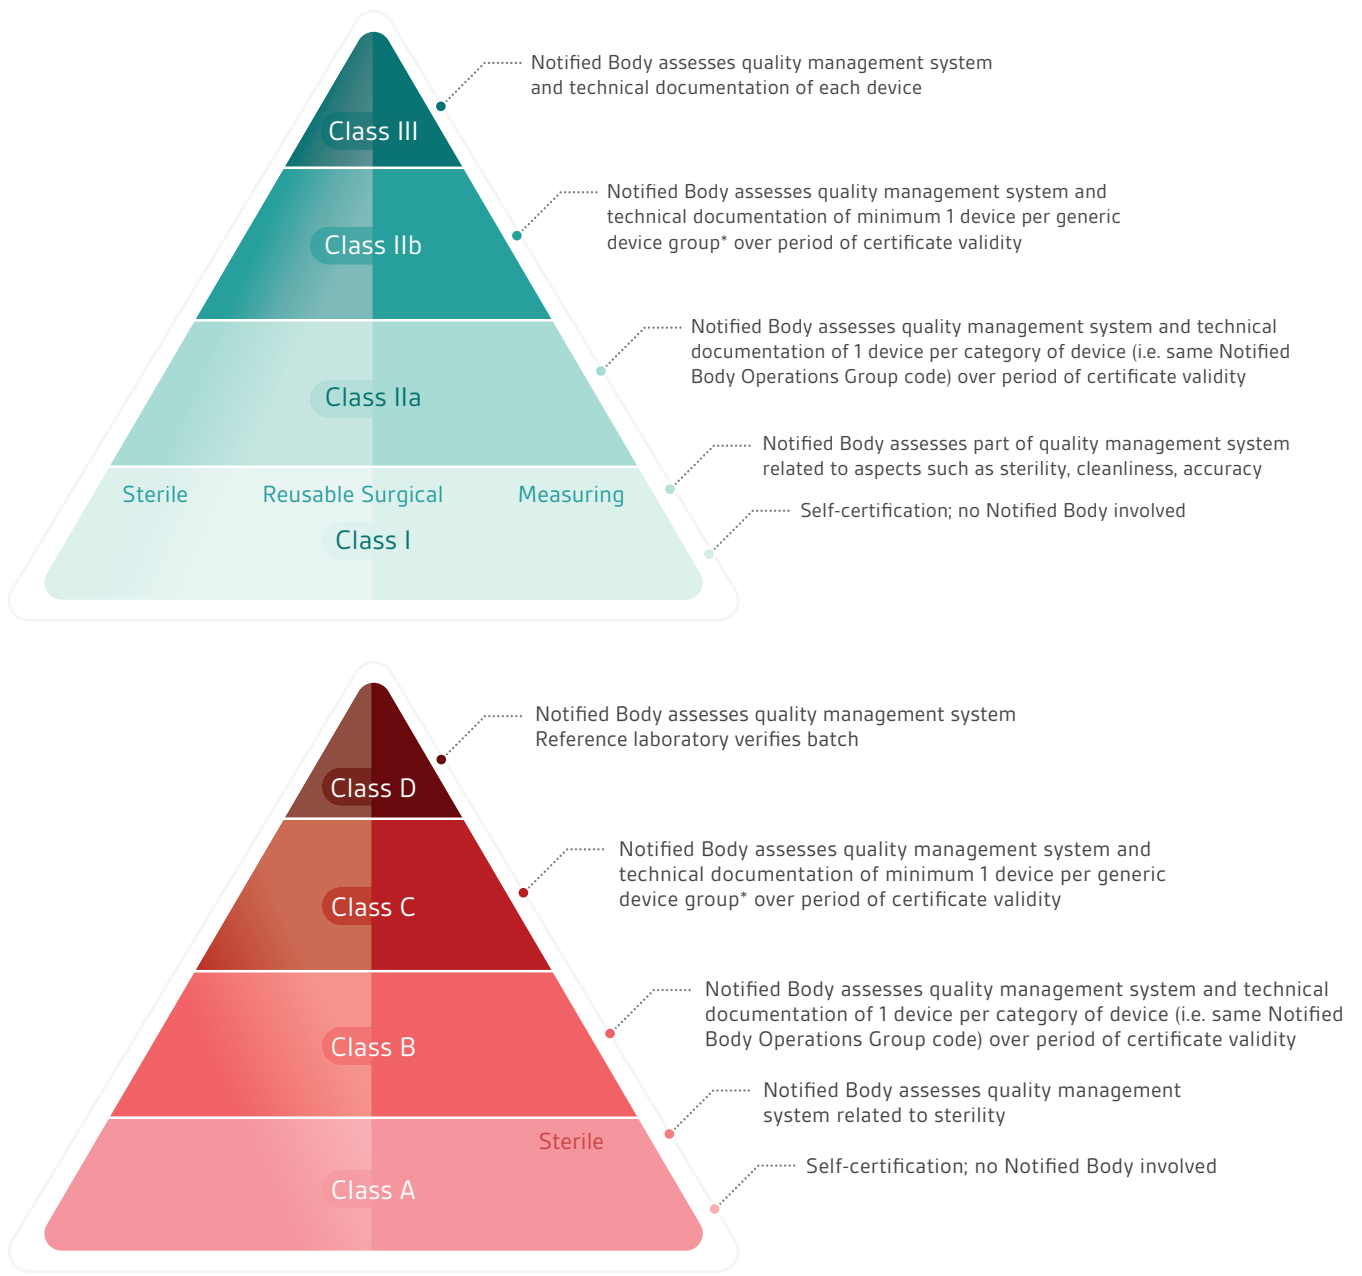 Notified Body assesses quality management system
and technical documentation of each device
Class III
Notified Body assesses quality management system and
technical documentation of minimum 1 device per generic
device group* over period of certificate validity
Class IIb
Notified Body assesses quality management system and technical
documentation of 1 device per category of device (i.e. same Notified
Body Operations Group code) over period of certificate validity
Class IIa
Notified Body assesses part of quality management system
related to aspects such as sterility, cleanliness, accuracy
Sterile Reusable Surgical Measuring
Self-certification; no Notified Body involved
Class I
Notified Body assesses quality management system
Reference laboratory verifies batch
Class D
Notified Body assesses quality management system and
technical documentation of minimum 1 device per generic
device group* over period of certificate validity
Class C
Notified Body assesses quality management system and technical
documentation of 1 device per category of device (i.e. same Notified
Body Operations Group code) over period of certificate validity
Class B
Notified Body assesses quality management
system related to sterility
Sterile
Self-certification; no Notified Body involved
Class A